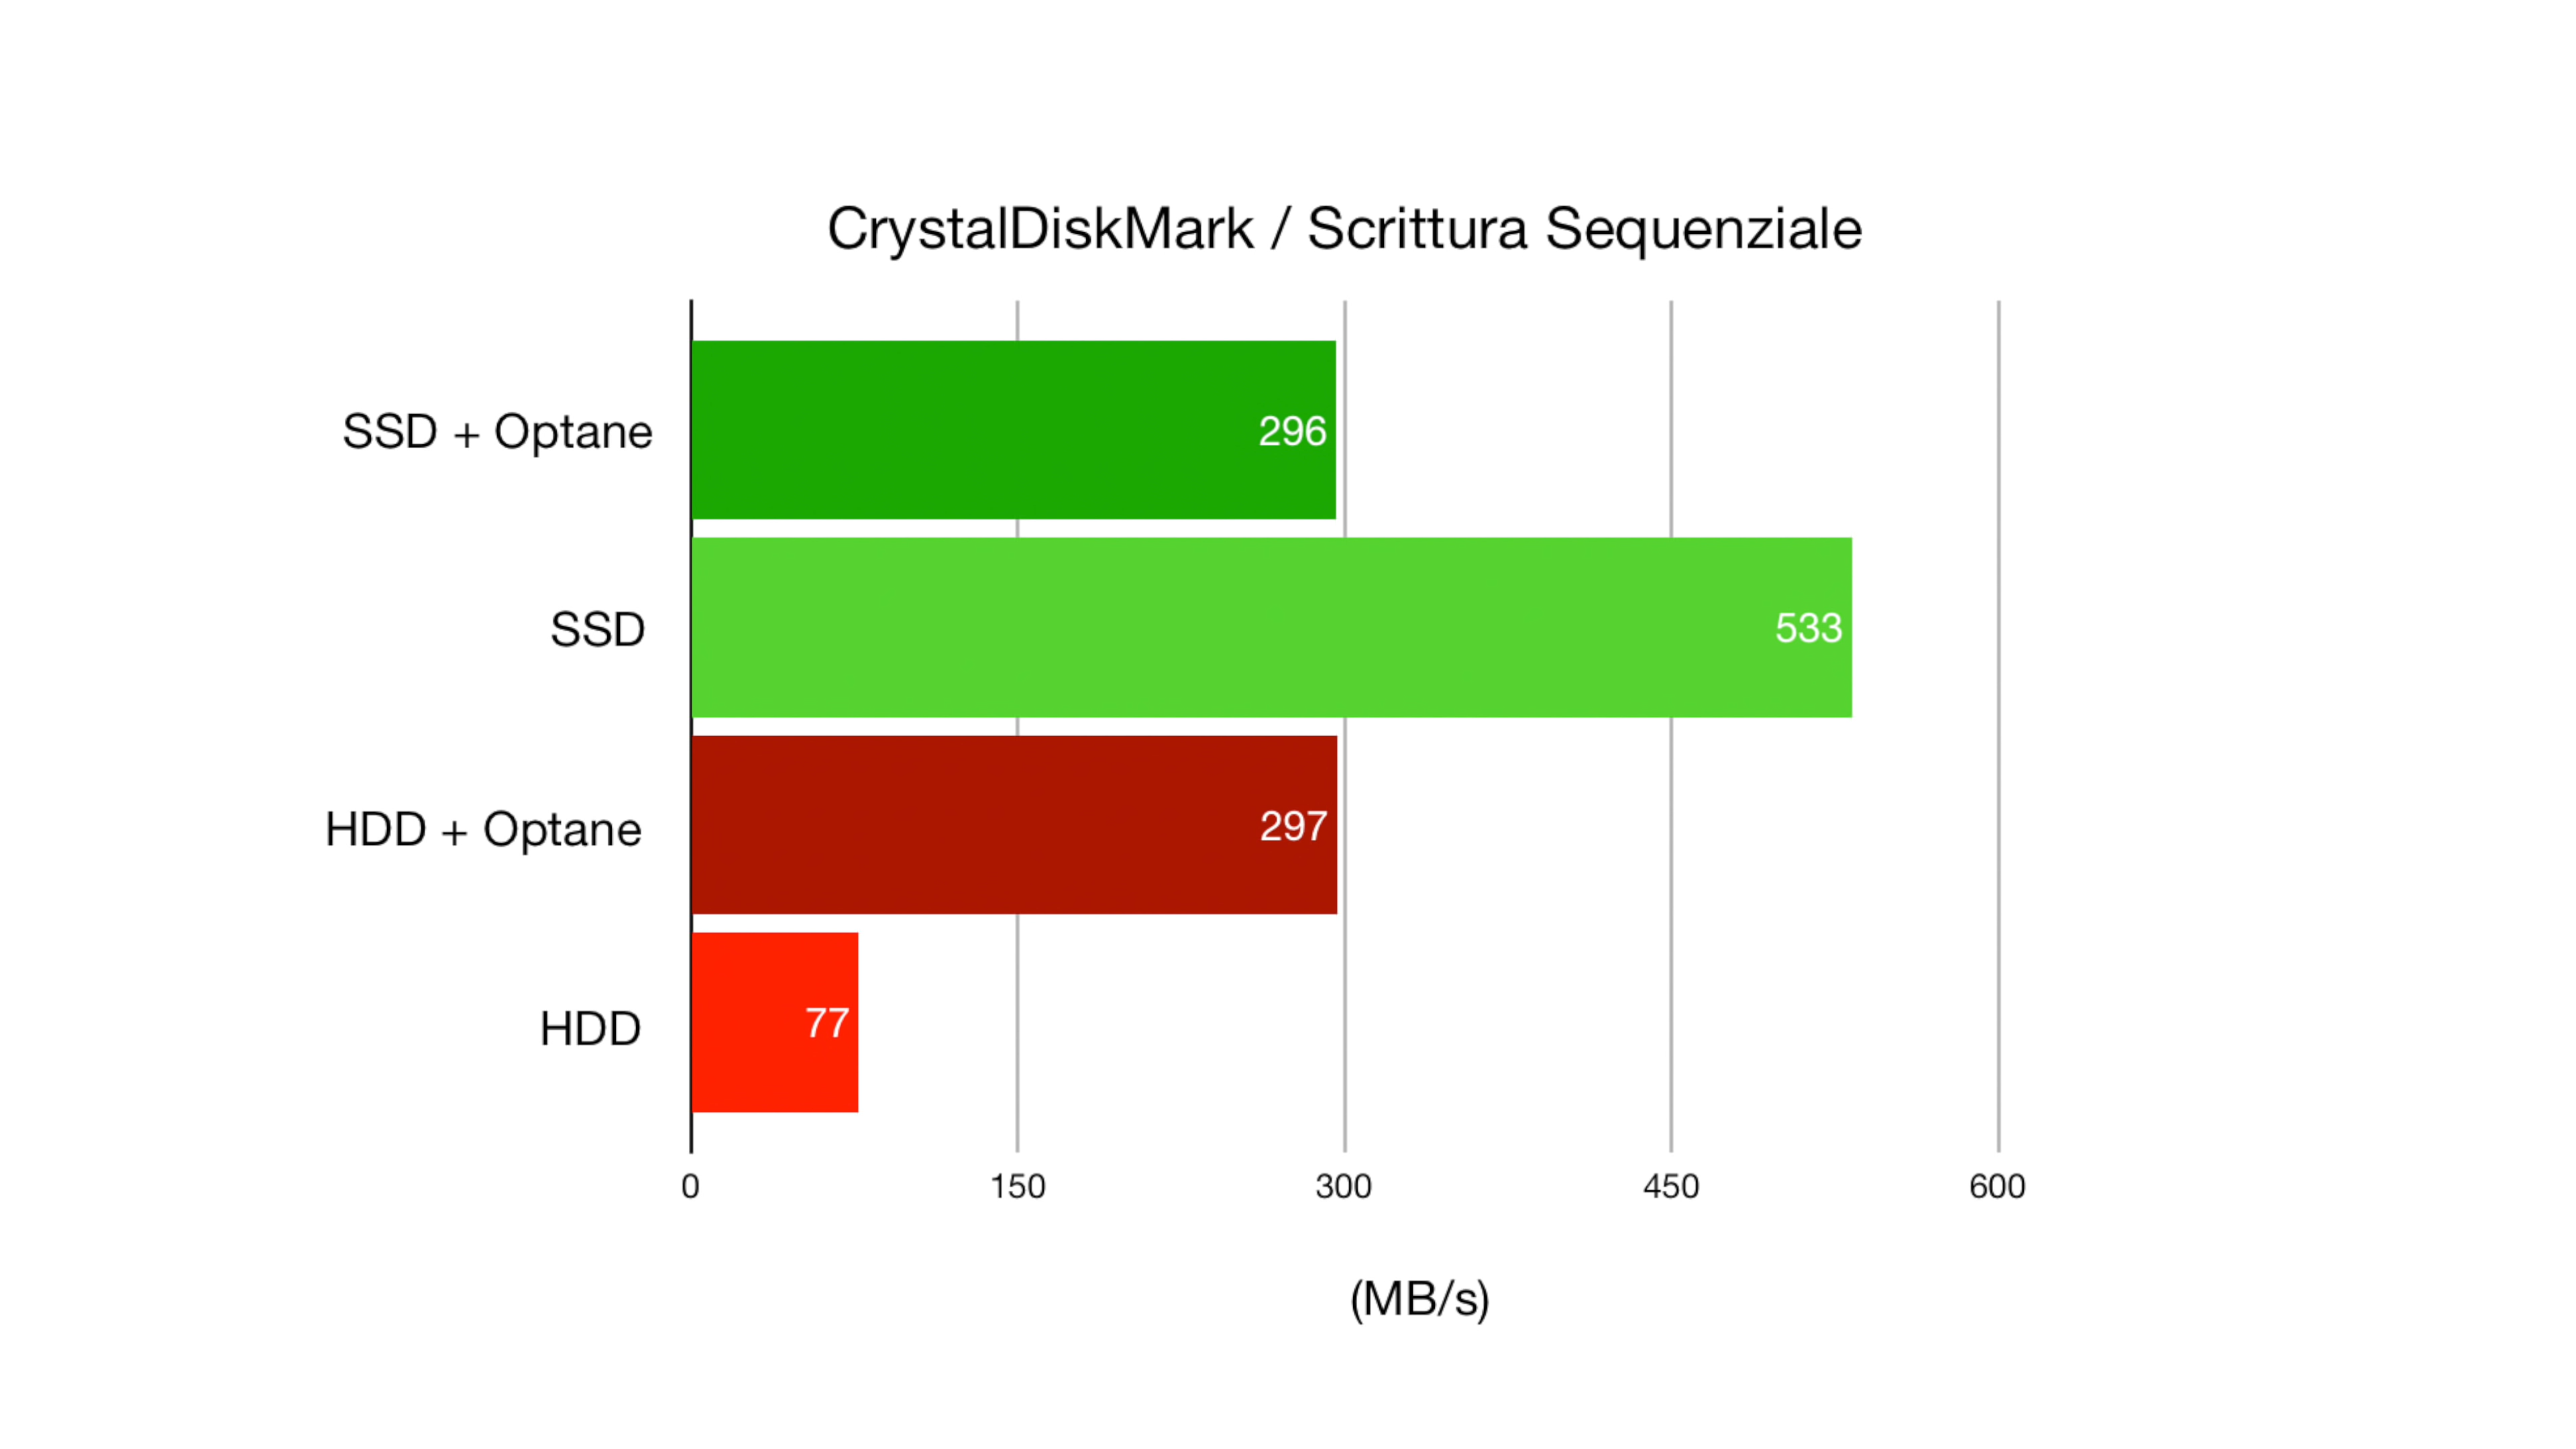 CrystalDiskMark / Scrittura Sequenziale
SSD + Optane
296
SSD
533
HDD + Optane
297
HDD
77
0 150 300 450 600
(MB/s)